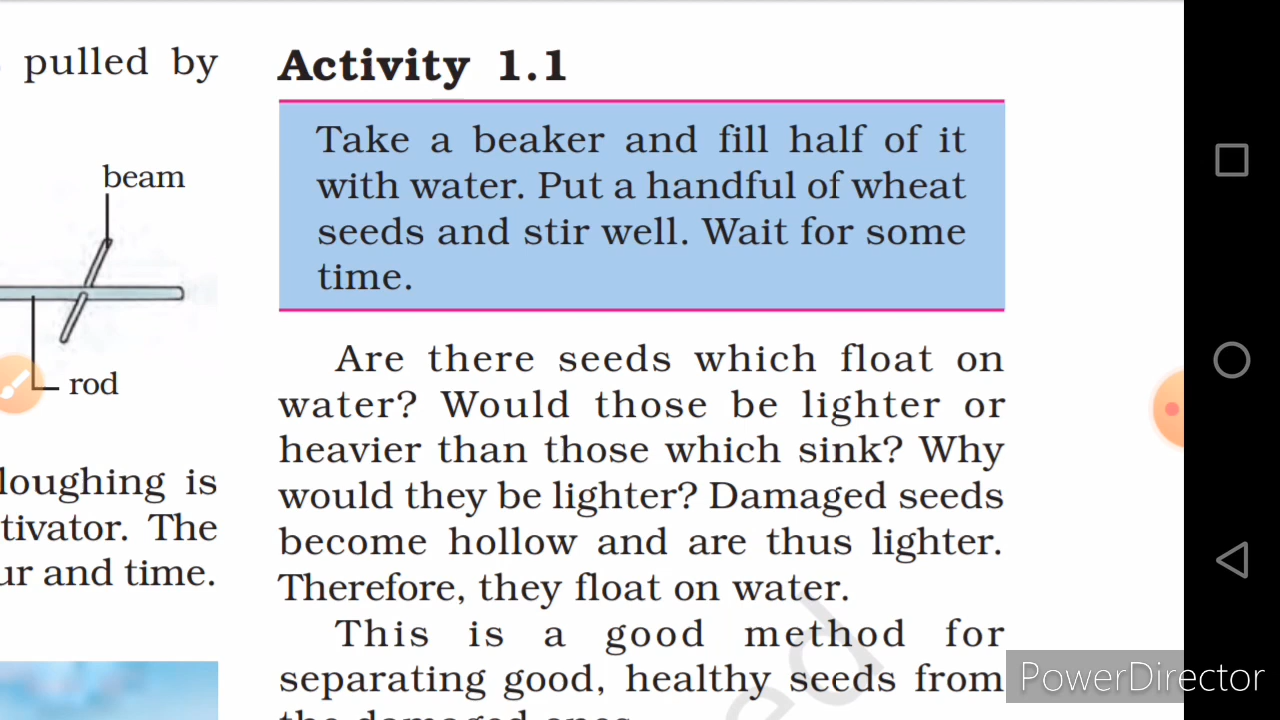 pulled by
beam
rod
loughing is
tivator. The
ur and time.
Activity 1.1
Take a beaker and fill half of it
with water. Put a handful of wheat
seeds and stir well. Wait for some
time.
Are there seeds which float on
water? Would those be lighter or
heavier than those which sink? Why
would they be lighter? Damaged seeds
become hollow and are thus lighter.
Therefore, they float on water.
This is a good method for
separating good, healthy seeds from
the damaged ones
PowerDirector